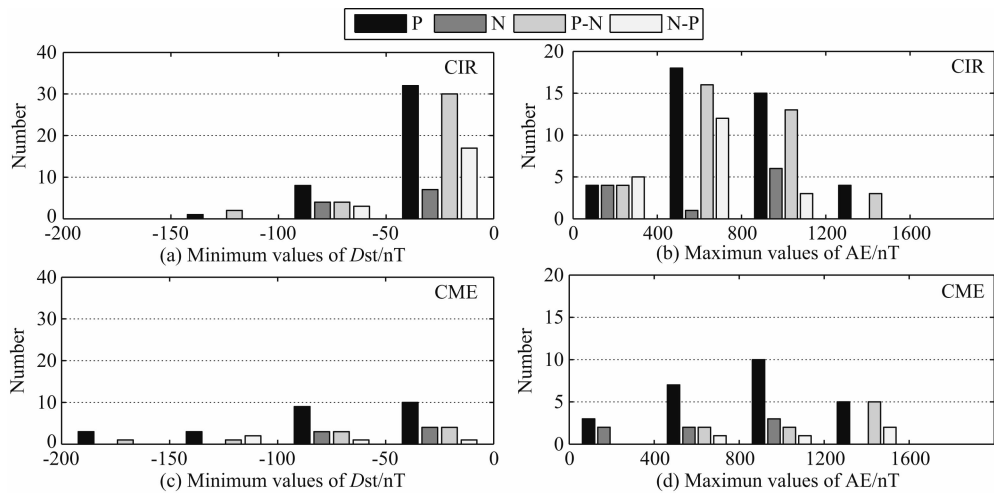 P N P-N N-P
40 CIR
30
20
10
0
Number
-200 -150 -100 -50 0
(a) Minimum values of Dst/nT
20 CIR
15
10
5
0
Number
0 400 800 1200 1600
(b) Maximun values of AE/nT
40 CME
30
20
10
0
Number
-200 -150 -100 -50 0
(c) Minimum values of Dst/nT
20 CME
15
10
5
0
Number
0 400 800 1200 1600
(d) Maximun values of AE/nT